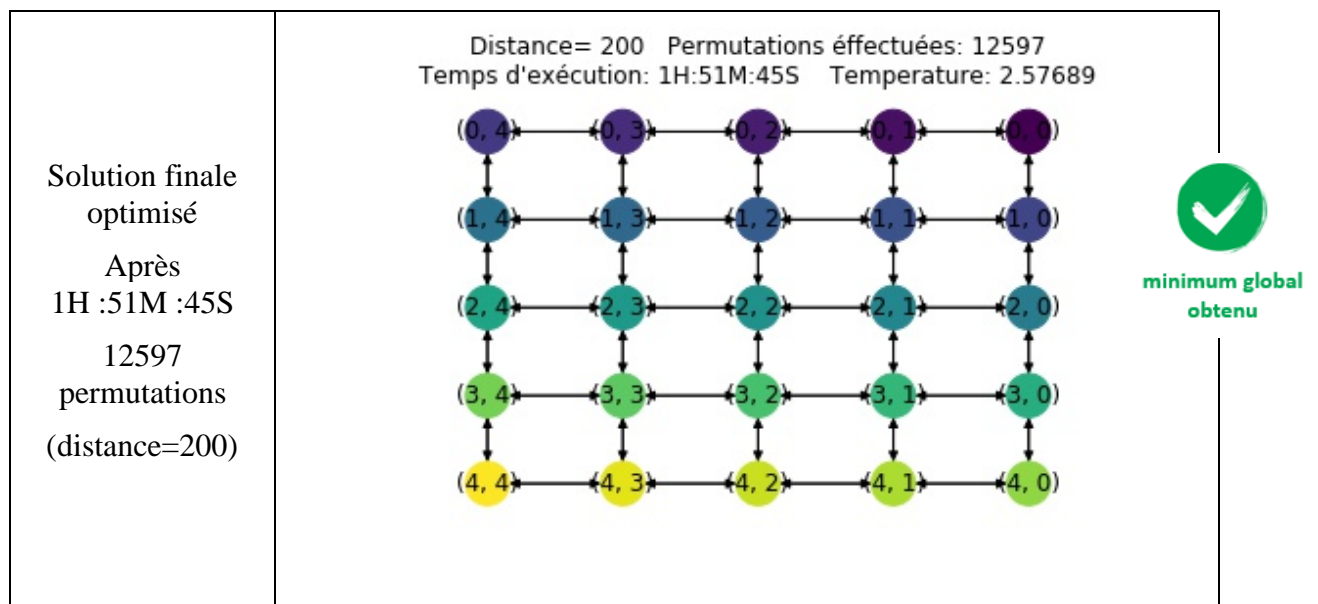 Solution finale
optimisé
Après
1H :51M :45S
12597
permutations
(distance=200)
Distance= 200 Permutations éffectuées: 12597
Temps d'exécution: 1H:51M:45S Temperature: 2.57689
(0, 4) (0, 3) (0, 2) (0, 1) (0, 0)
(1, 4) (1, 3) (1, 2) (1, 1) (1, 0)
(2, 4) (2, 3) (2, 2) (2, 1) (2, 0)
(3, 4) (3, 3) (3, 2) (3, 1) (3, 0)
(4, 4) (4, 3) (4, 2) (4, 1) (4, 0)
minimum global
obtenu